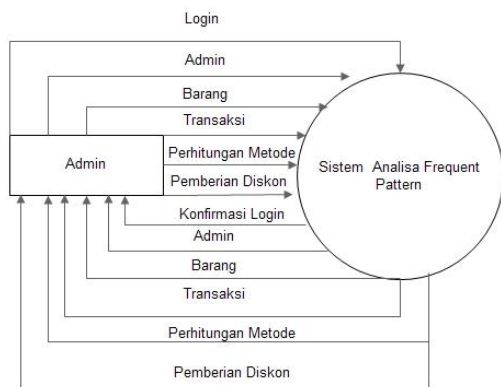 Login
Admin
Barang
Transaksi
Admin
Perhitungan Metode
Sistem Analisa Frequent
Pattern
Pemberian Diskon
Konfirmasi Login
Admin
Barang
Transaksi
Perhitungan Metode
Pemberian Diskon